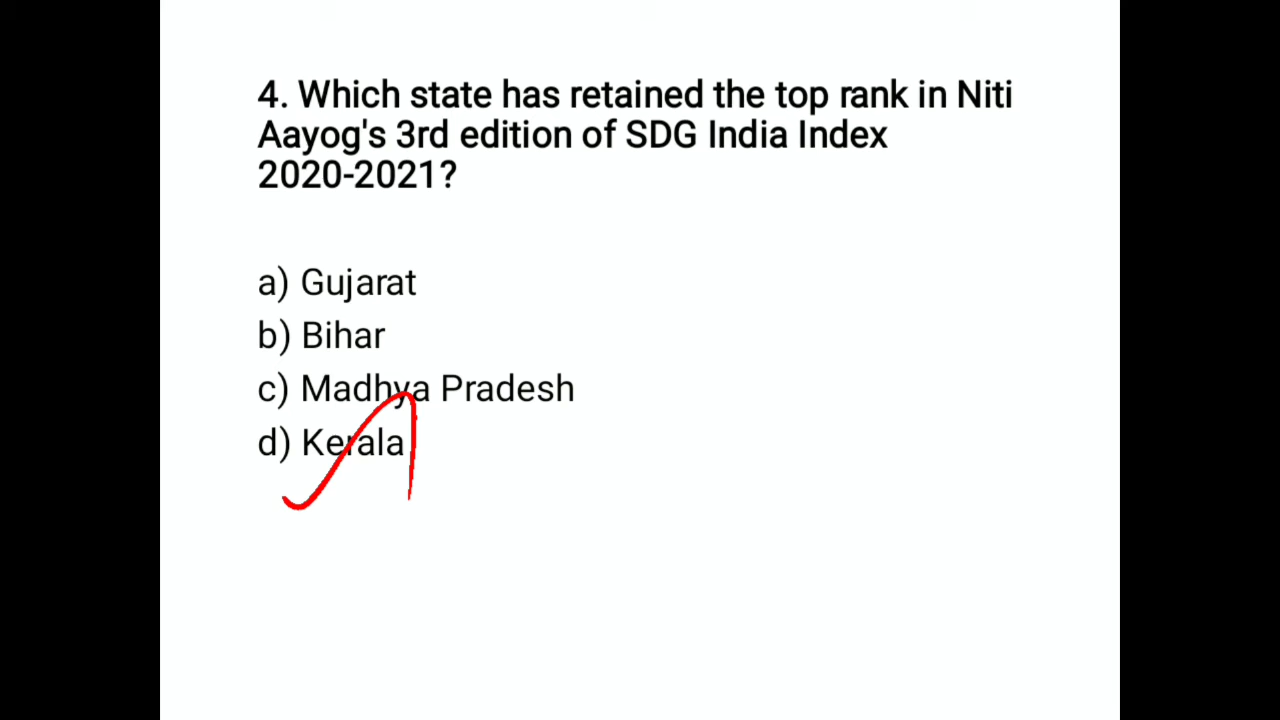 4. Which state has retained the top rank in Niti
Aayog's 3rd edition of SDG India Index
2020-2021?
a) Gujarat
b) Bihar
c) Madhya Pradesh
d) Kerala